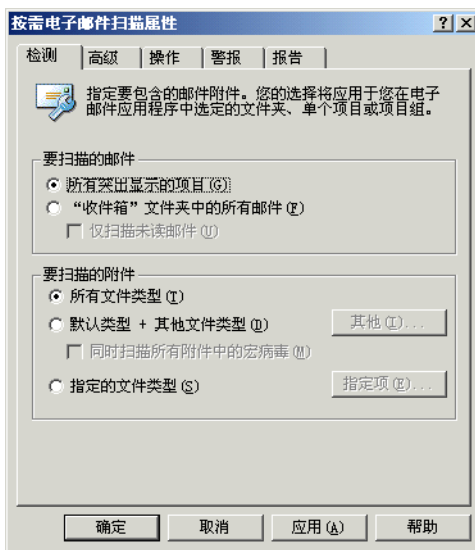 按需电子邮件扫描属性
检测 高级 操作 警报 报告
指定要包含的邮件附件。您的选择将应用于您在电子
邮件应用程序中选定的文件夹、单个项目或项目组。
要扫描的邮件
所有突出显示的项目(G)
“收件箱”文件夹中的所有邮件(F)
仅扫描未读邮件(U)
要扫描的附件
所有文件类型(T)
默认类型 + 其他文件类型(D) 其他(I)...
同时扫描所有附件中的宏病毒(M)
指定的文件类型(S) 指定项(E)...
确定 取消 应用(A) 帮助